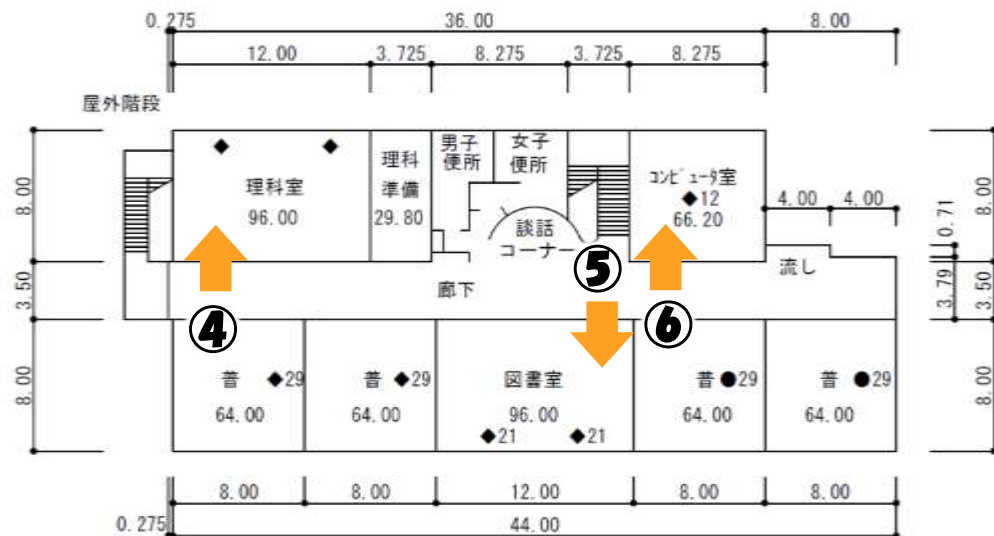 0.275 36.00 8.00
12.00 3.725 8.275 3.725 8.275
屋外階段
男子
便所
女子
便所
理科
準備
29.80
理科室
96.00
コンピュータ室
◆12
66.20
4.00 4.00
0.71
8.00
8.00
談話
コーナー
流し
⑤
廊下
3.50
3.79
3.50
④
⑥
普 ◆29
64.00
普 ◆29
64.00
図書室
96.00
◆21 ◆21
普 ●29
64.00
普 ●29
64.00
8.00
8.00
8.00 8.00 12.00 8.00 8.00
0.275 44.00